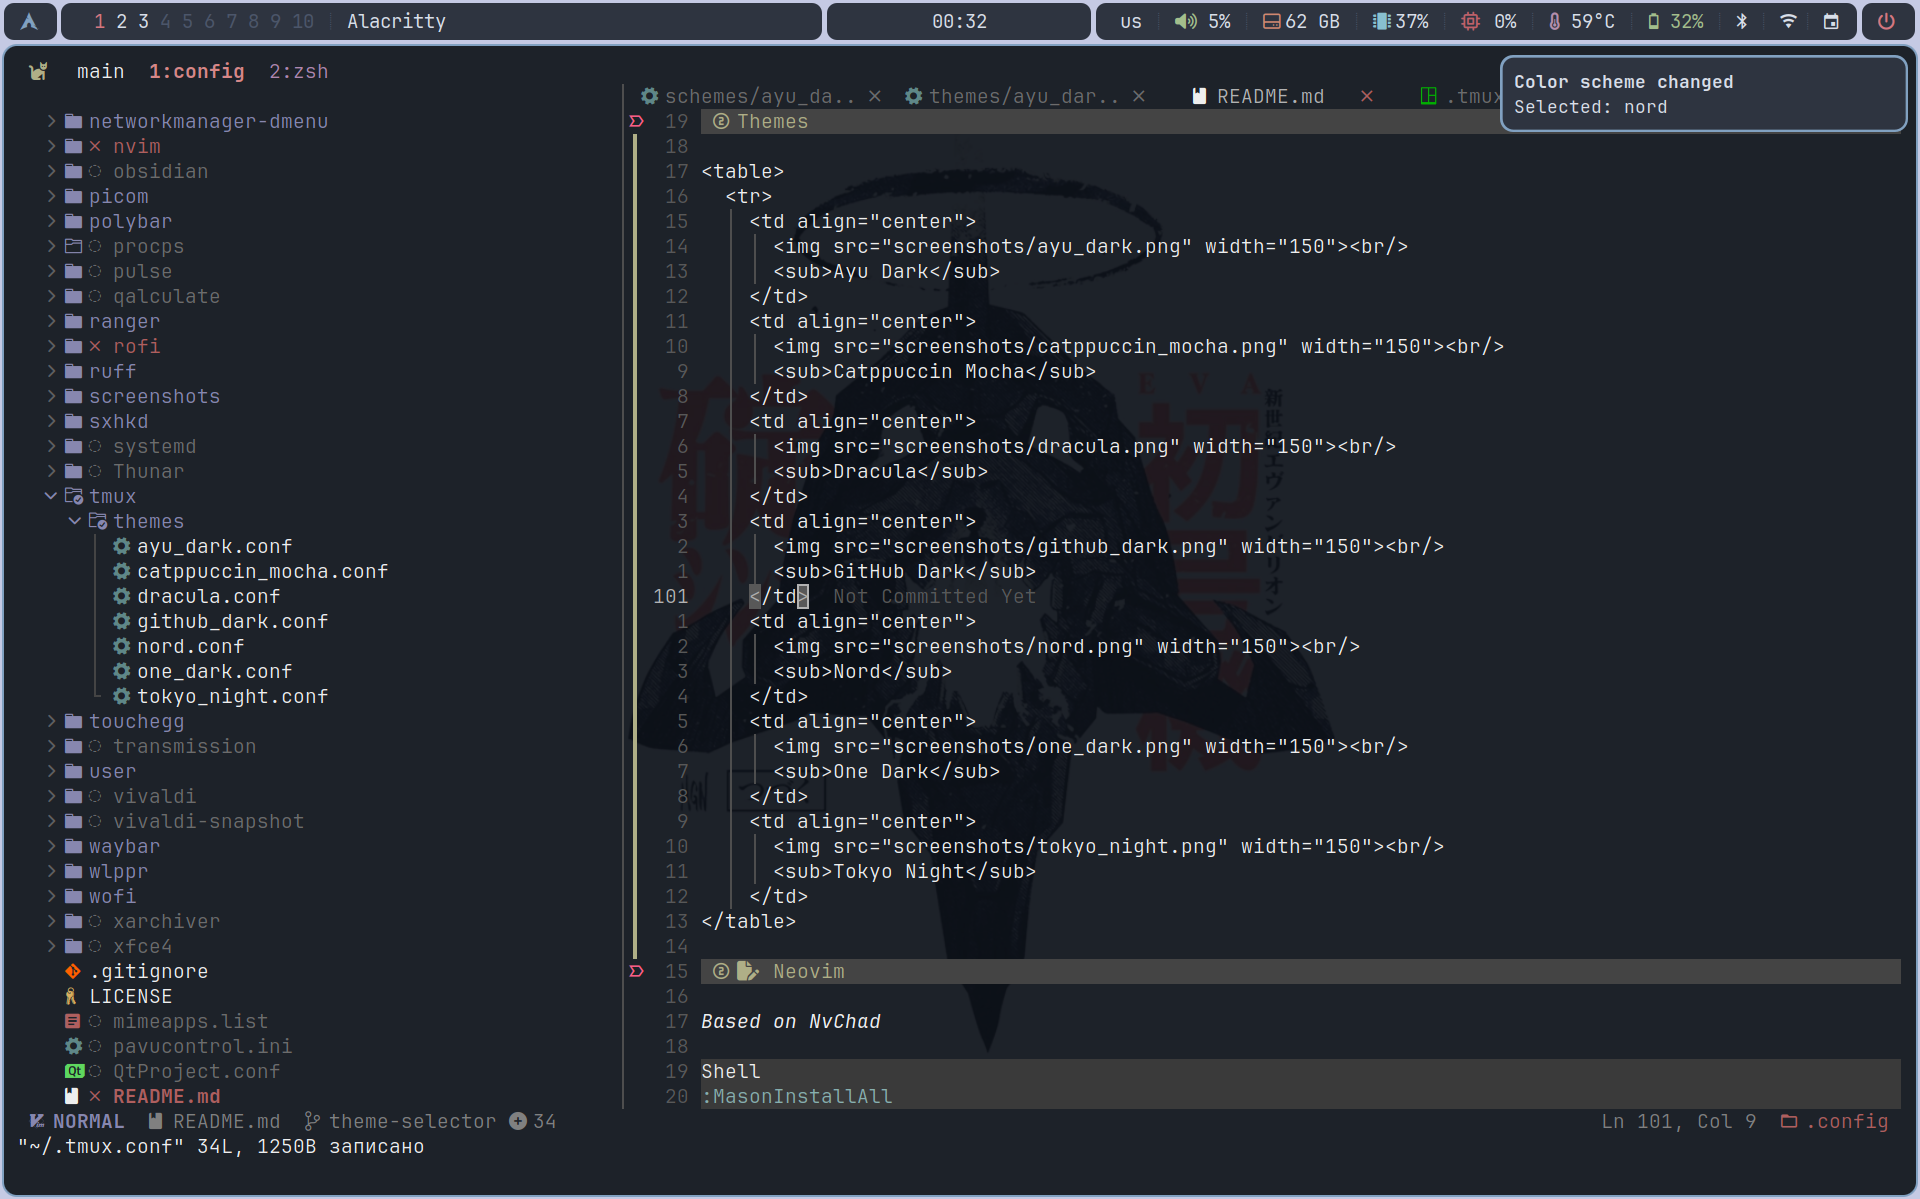 1 2 3 4 5 6 7 8 9 10 Alacritty
00:32
us 5% 62 GB 37% 0% 59°C 32%
main 1:config 2:zsh
Color scheme changed
Selected: nord
schemes/ayu_da.. themes/ayu_dar.. README.md .tmux
networkmanager-dmenu
nvim
obsidian
picom
polybar
procps
pulse
qalculate
ranger
rofi
ruff
screenshots
sxhkd
systemd
Thunar
tmux
themes
ayu_dark.conf
catppuccin_mocha.conf
dracula.conf
github_dark.conf
nord.conf
one_dark.conf
tokyo_night.conf
touchegg
transmission
user
vivaldi
vivaldi-snapshot
waybar
wlppr
wofi
xarchiver
xfce4
.gitignore
LICENSE
mimeapps.list
pavucontrol.ini
Qt QtProject.conf
README.md
19 2 Themes
18
17 <table>
16 <tr>
15 <td align="center">
14 <img src="screenshots/ayu_dark.png" width="150"><br/>
13 <sub>Ayu Dark</sub>
12 </td>
11 <td align="center">
10 <img src="screenshots/catppuccin_mocha.png" width="150"><br/>
9 <sub>Catppuccin Mocha</sub>
8 </td>
7 <td align="center">
6 <img src="screenshots/dracula.png" width="150"><br/>
5 <sub>Dracula</sub>
4 </td>
3 <td align="center">
2 <img src="screenshots/github_dark.png" width="150"><br/>
1 <sub>GitHub Dark</sub>
101 </td> Not Committed Yet
1 <td align="center">
2 <img src="screenshots/nord.png" width="150"><br/>
3 <sub>Nord</sub>
4 </td>
5 <td align="center">
6 <img src="screenshots/one_dark.png" width="150"><br/>
7 <sub>One Dark</sub>
8 </td>
9 <td align="center">
10 <img src="screenshots/tokyo_night.png" width="150"><br/>
11 <sub>Tokyo Night</sub>
12 </td>
13 </table>
14
15 2 Neovim
16
17 Based on NvChad
18
19 Shell
20 :MasonInstallAll
EVA
NORMAL README.md theme-selector 34 Ln 101, Col 9 .config
"~/.tmux.conf" 34L, 1250B записано